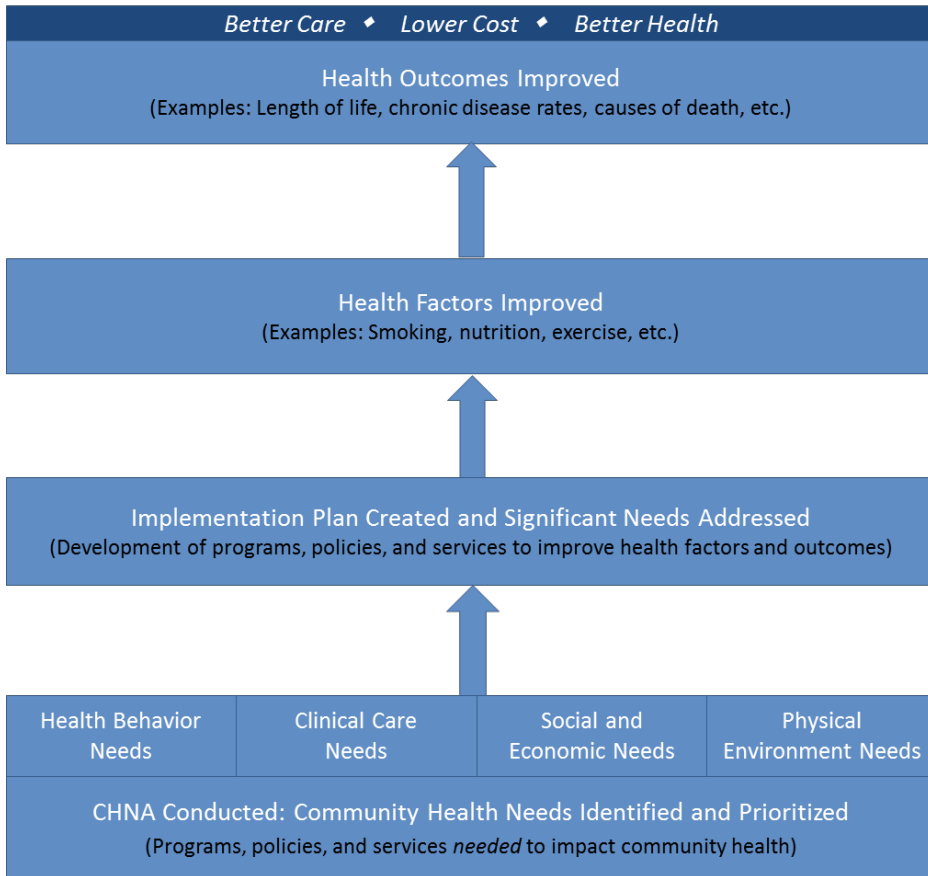 Better Care ◆ Lower Cost ◆ Better Health
Health Outcomes Improved
(Examples: Length of life, chronic disease rates, causes of death, etc.)
Health Factors Improved
(Examples: Smoking, nutrition, exercise, etc.)
Implementation Plan Created and Significant Needs Addressed
(Development of programs, policies, and services to improve health factors and outcomes)
Health Behavior
Needs
Clinical Care
Needs
Social and
Economic Needs
Physical
Environment Needs
CHNA Conducted: Community Health Needs Identified and Prioritized
(Programs, policies, and services needed to impact community health)